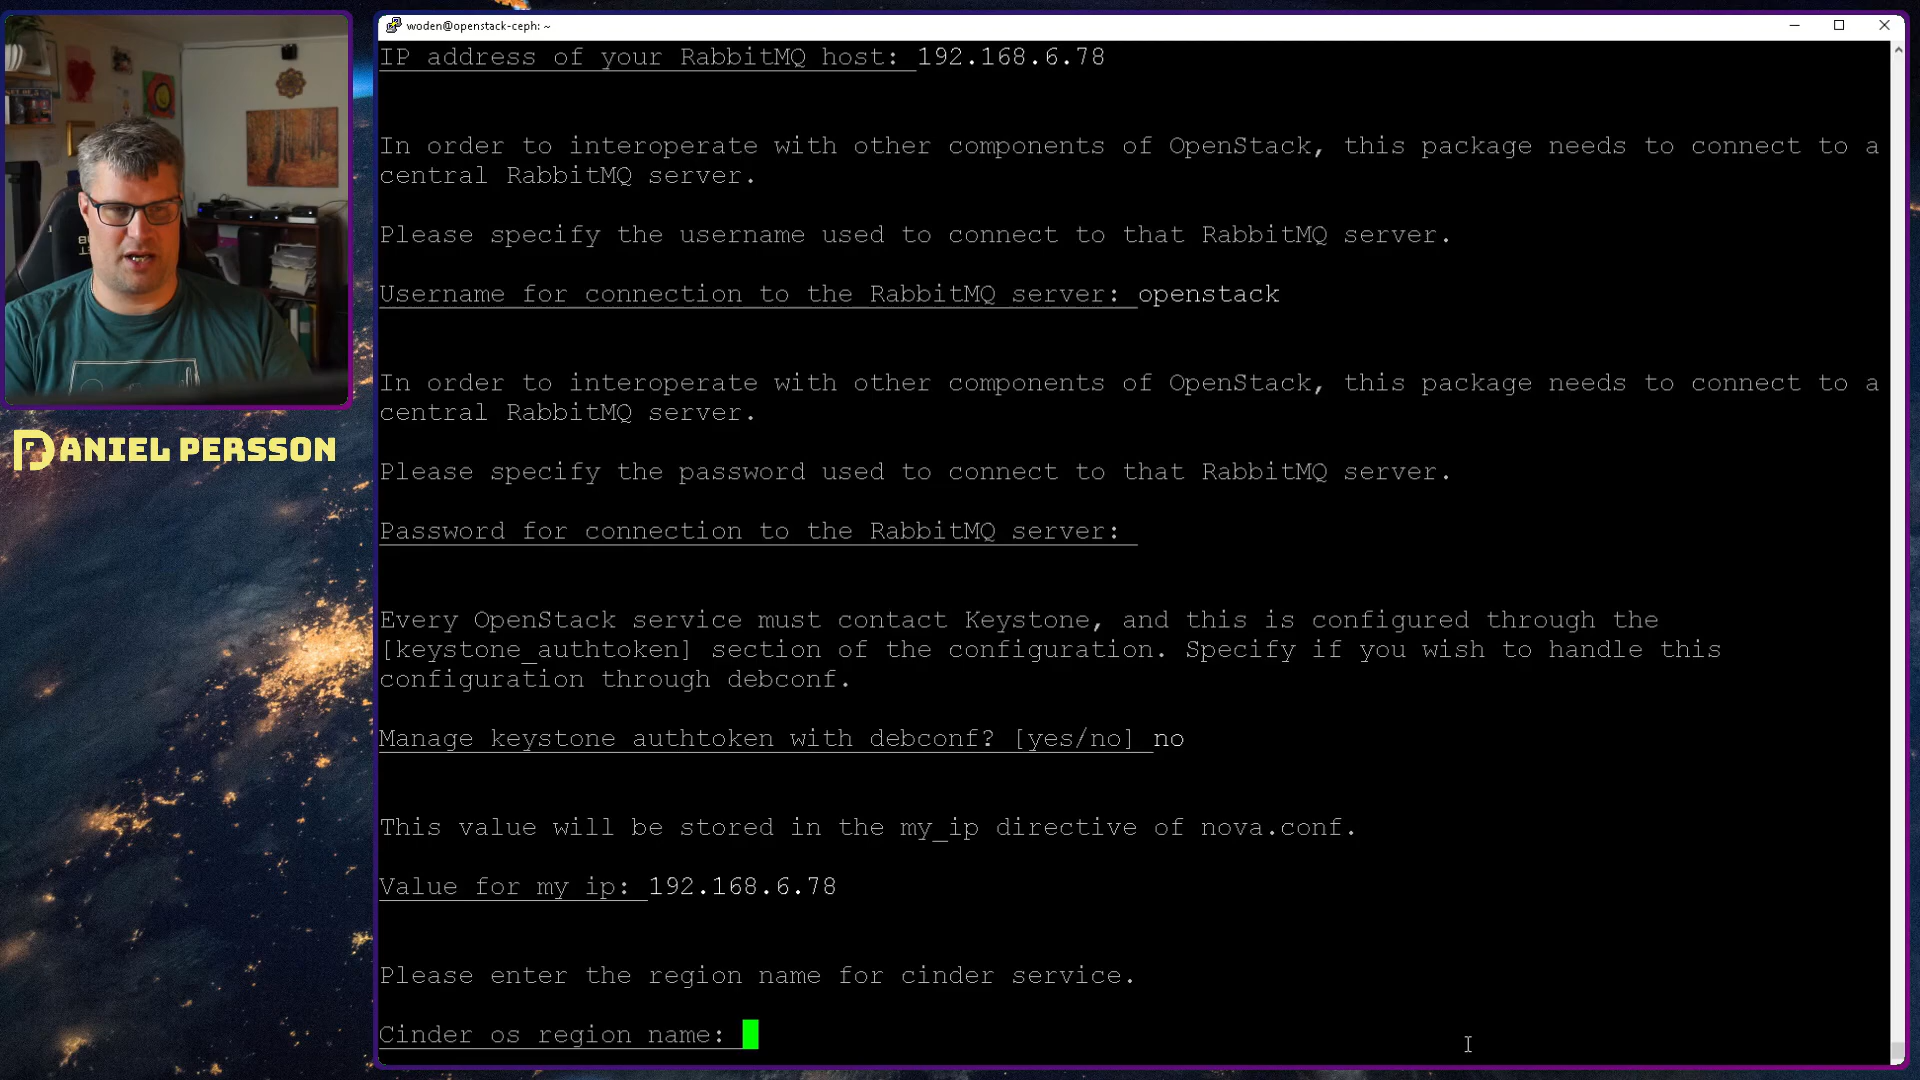 woden@openstack-ceph: ~
IP address of your RabbitMQ host: 192.168.6.78
In order to interoperate with other components of OpenStack, this package needs to connect to a
central RabbitMQ server.
Please specify the username used to connect to that RabbitMQ server.
Username for connection to the RabbitMQ server: openstack
In order to interoperate with other components of OpenStack, this package needs to connect to a
central RabbitMQ server.
Please specify the password used to connect to that RabbitMQ server.
Password for connection to the RabbitMQ server:
Every OpenStack service must contact Keystone, and this is configured through the
[keystone_authtoken] section of the configuration. Specify if you wish to handle this
configuration through debconf.
Manage keystone authtoken with debconf? [yes/no] no
This value will be stored in the my_ip directive of nova.conf.
Value for my ip: 192.168.6.78
Please enter the region name for cinder service.
Cinder os region name:
DANIEL PERSSON